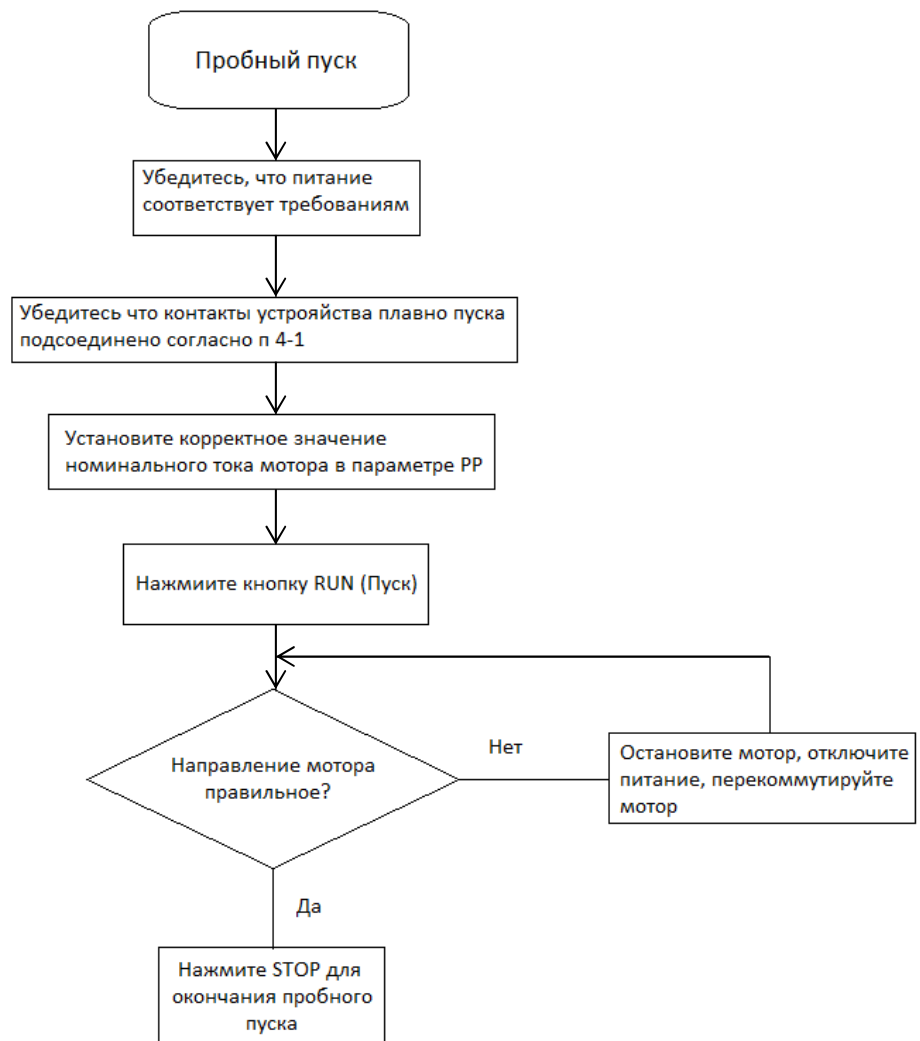 Пробный пуск
Убедитесь, что питание
соответствует требованиям
Убедитесь что контакты устрояйства плавно пуска
подсоединено согласно п 4-1
Установите корректное значение
номинального тока мотора в параметре PP
Нажмиите кнопку RUN (Пуск)
Направление мотора
правильное?
Нет
Остановите мотор, отключите
питание, перекоммутируйте
мотор
Да
Нажмите STOP для
окончания пробного
пуска